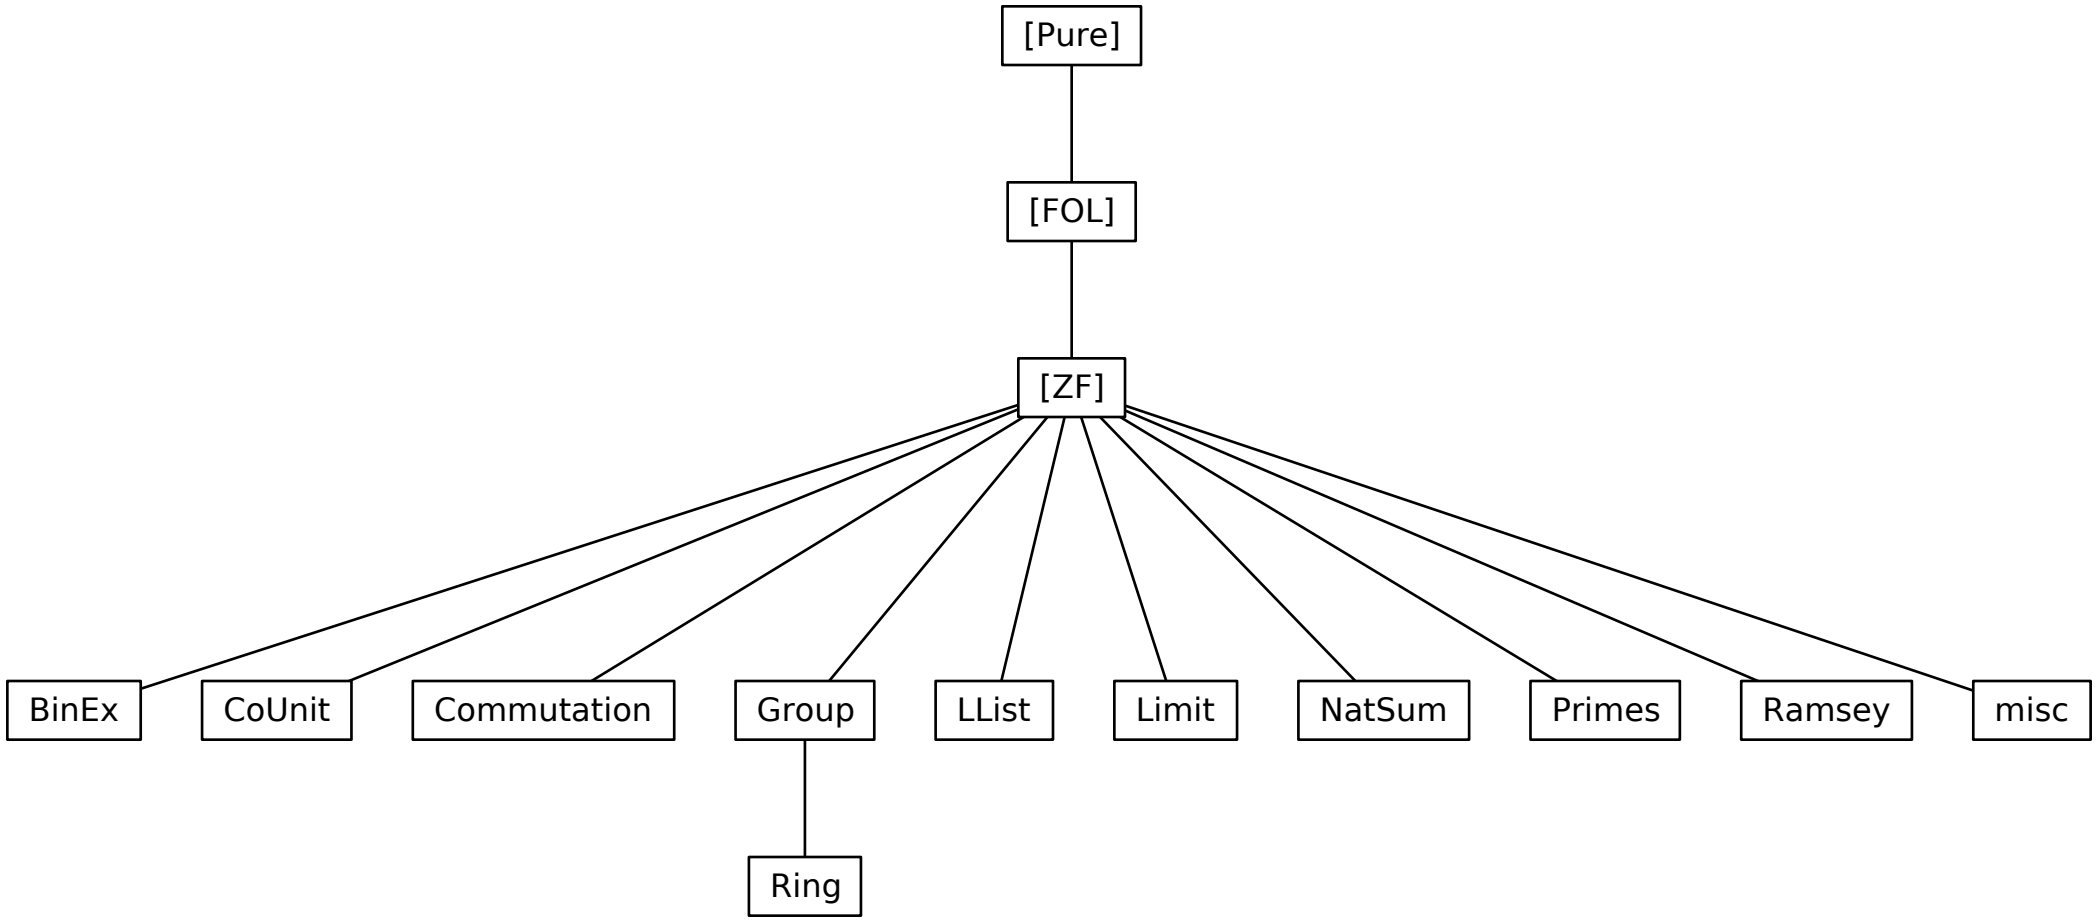 [Pure]
[FOL]
[ZF]
BinEx CoUnit Commutation Group LList Limit NatSum Primes Ramsey misc
Ring